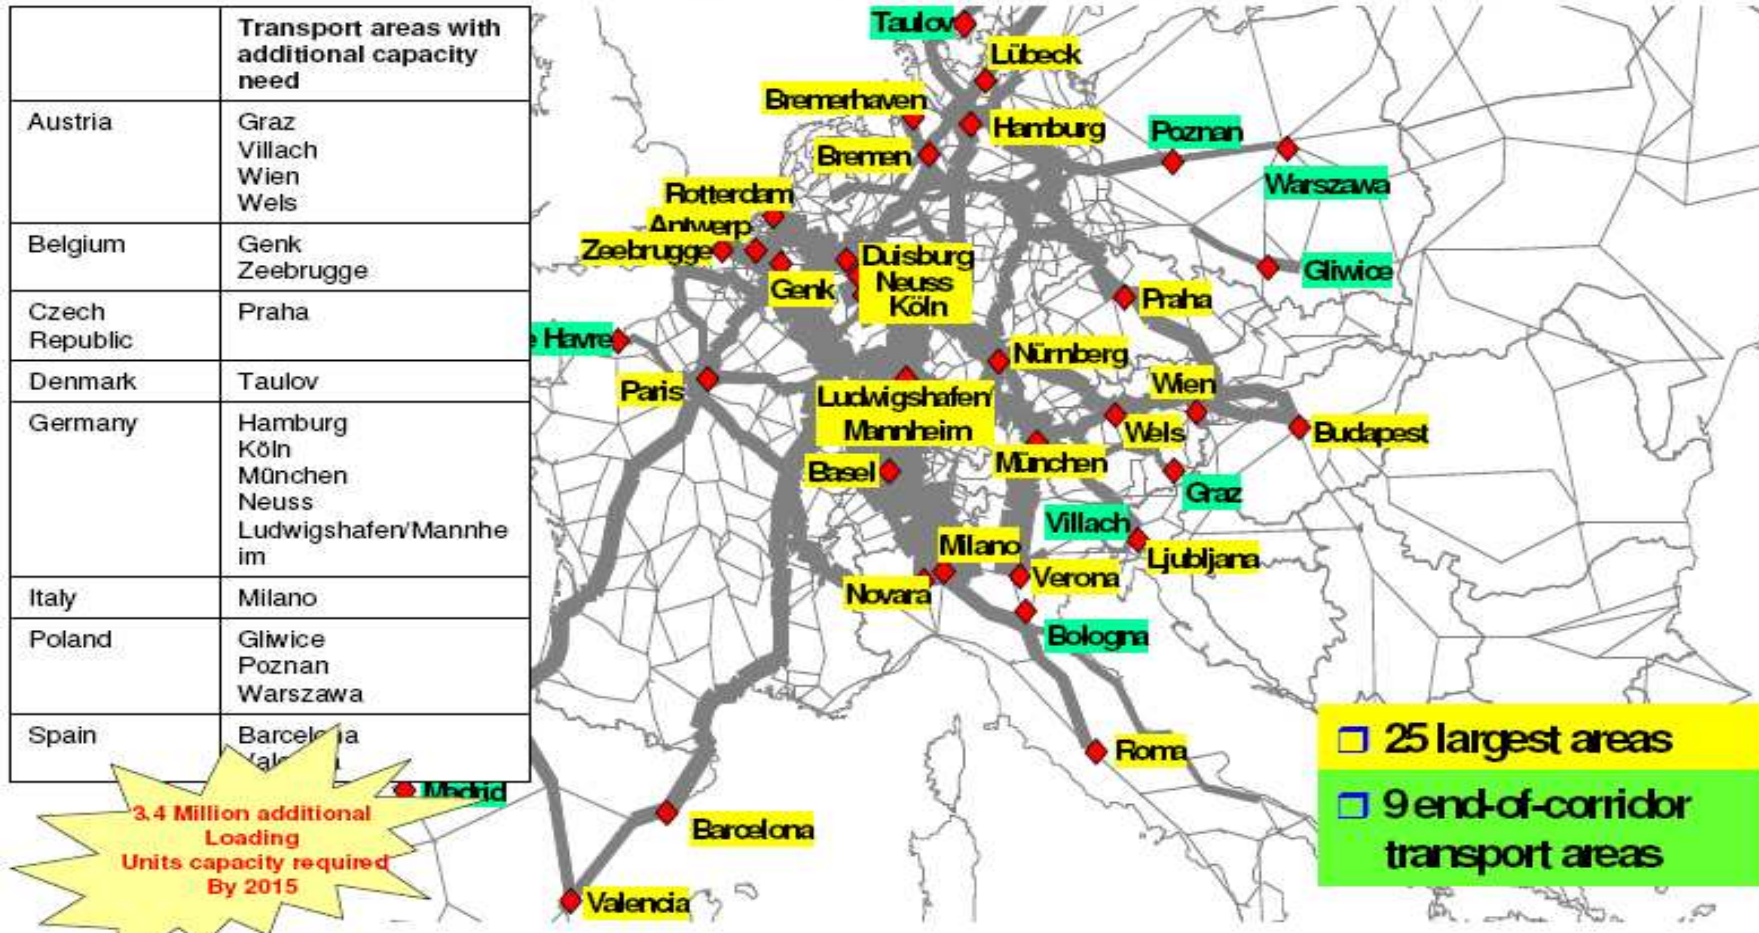 Transport areas with
additional capacity
need
Austria
Graz
Villach
Wien
Wels
Belgium
Genk
Zeebrugge
Czech
Republic
Praha
Denmark
Taulov
Germany
Hamburg
Köln
München
Neuss
Ludwigshafen/Mannhe
im
Italy
Milano
Poland
Gliwice
Poznan
Warszawa
Spain
3.4 Million additional
Loading
Units capacity required
By 2015
Taulov
Lübeck
Bremerhaven
Hamburg
Poznan
Bremen
Warszawa
Rotterdam
Antwerp
Zeebrugge
Duisburg
Neuss
Köln
Genk
Gliwice
Praha
Havre
Nürnberg
Paris
Wien
Ludwigshafen/
Mannheim
Wels
Budapest
München
Basel
Graz
Villach
Milano
Ljubljana
Verona
Novara
Bologna
Roma
Madrid
Barcelona
Valencia
25 largest areas
9 end-of-corridor
transport areas